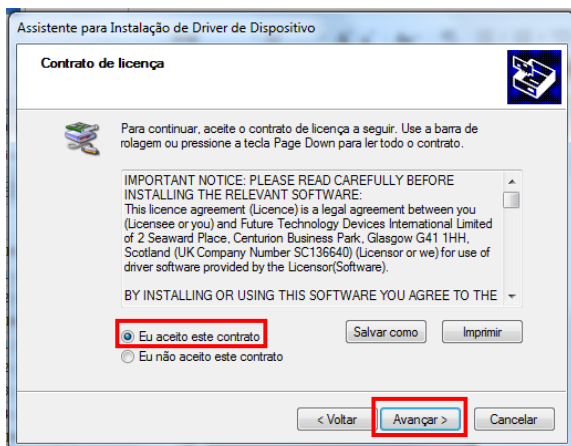 Assistente para Instalação de Driver de Dispositivo
Contrato de licença
Para continuar, aceite o contrato de licença a seguir. Use a barra de
rolagem ou pressione a tecla Page Down para ler todo o contrato.
IMPORTANT NOTICE: PLEASE READ CAREFULLY BEFORE
INSTALLING THE RELEVANT SOFTWARE:
This licence agreement (Licence) is a legal agreement between you
(Licensee or you) and Future Technology Devices International Limited
of 2 Seaward Place, Centurion Business Park, Glasgow G41 1HH,
Scotland (UK Company Number SC136640) (Licensor or we) for use of
driver software provided by the Licensor(Software).
BY INSTALLING OR USING THIS SOFTWARE YOU AGREE TO THE
Eu aceito este contrato
Salvar como
Imprimir
Eu não aceito este contrato
< Voltar
Avançar >
Cancelar